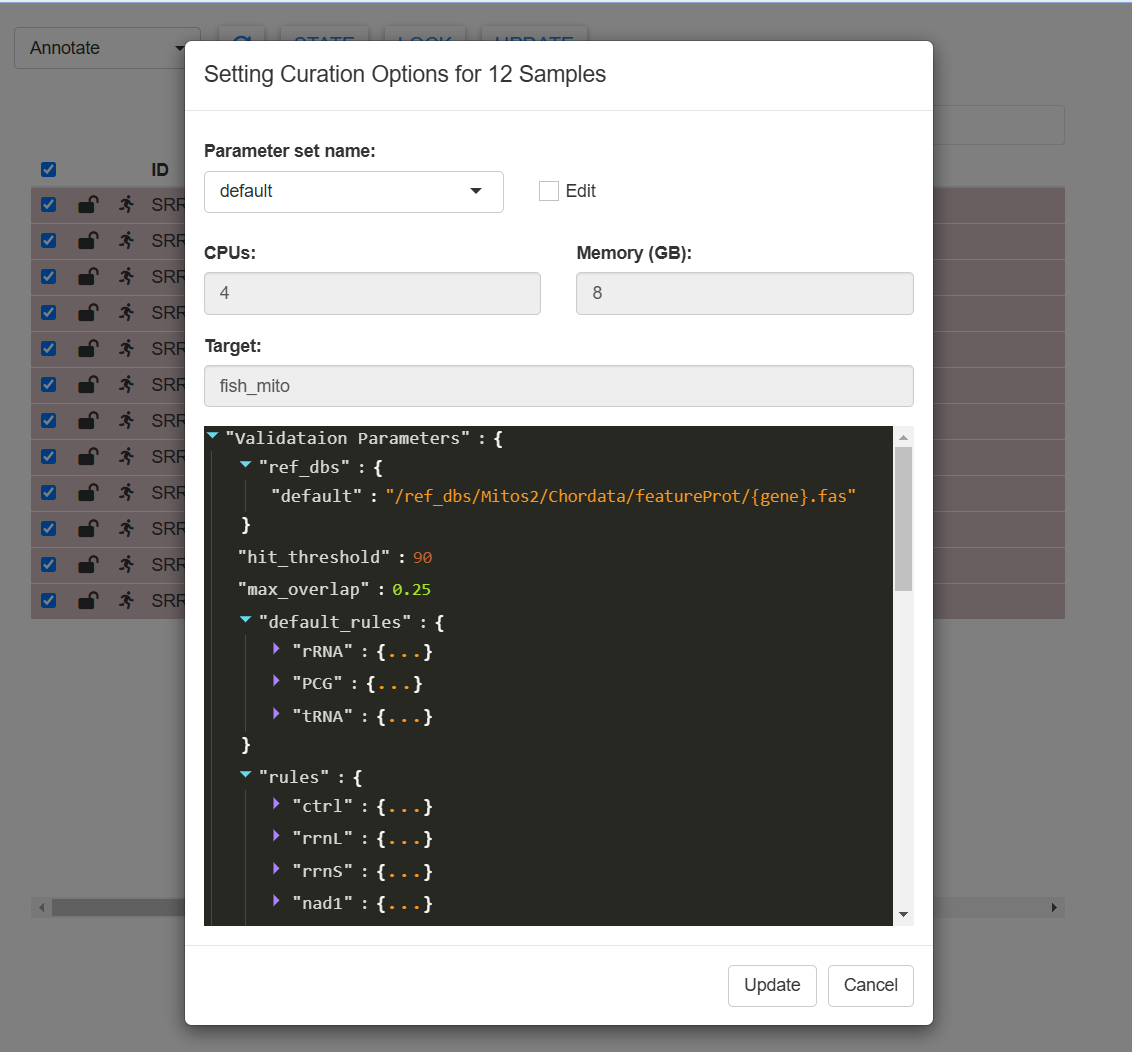 Annotate
STATE LOCK UPDATE
Setting Curation Options for 12 Samples
Parameter set name:
default
Edit
CPUs:
Memory (GB):
4
8
Target:
fish_mito
"Validataion Parameters" : {
"ref_dbs" : {
"default" : "/ref_dbs/Mitos2/Chordata/featureProt/{gene}.fas"
}
"hit_threshold" : 90
"max_overlap" : 0.25
"default_rules" : {
"rRNA" : {...}
"PCG" : {...}
"tRNA" : {...}
}
"rules" : {
"ctrl" : {...}
"rrnL" : {...}
"rrnS" : {...}
"nad1" : {...}
Update
Cancel
ID
SRR
SRR
SRR
SRR
SRR
SRR
SRR
SRR
SRR
SRR
SRR
SRR